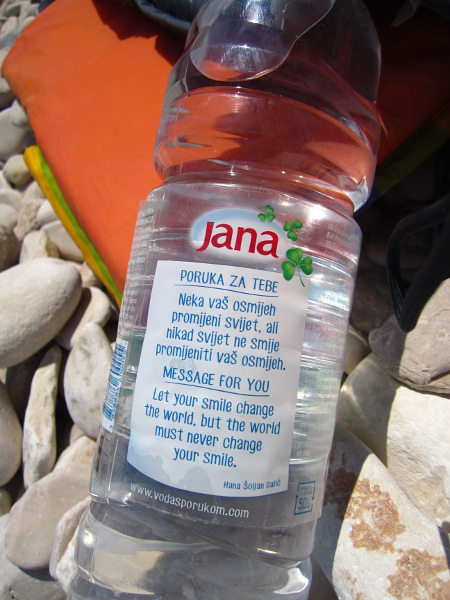 Jana
PORUKA ZA TEBE
Neka vaš osmijeh
promijeni svijet, ali
nikad svijet ne smije
promijeniti vaš osmijeh.
MESSAGE FOR YOU
Let your smile change
the world, but the world
must never change
your smile.
Hana Šoljan Galić
www.vodasporukom.com